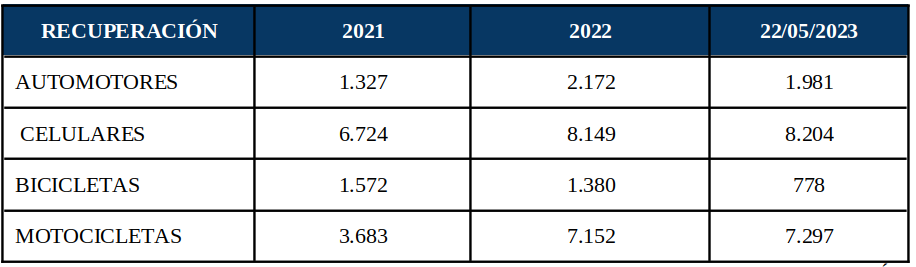 RECUPERACIÓN 2021 2022 22/05/2023
AUTOMOTORES 1.327 2.172 1.981
CELULARES 6.724 8.149 8.204
BICICLETAS 1.572 1.380 778
MOTOCICLETAS 3.683 7.152 7.297